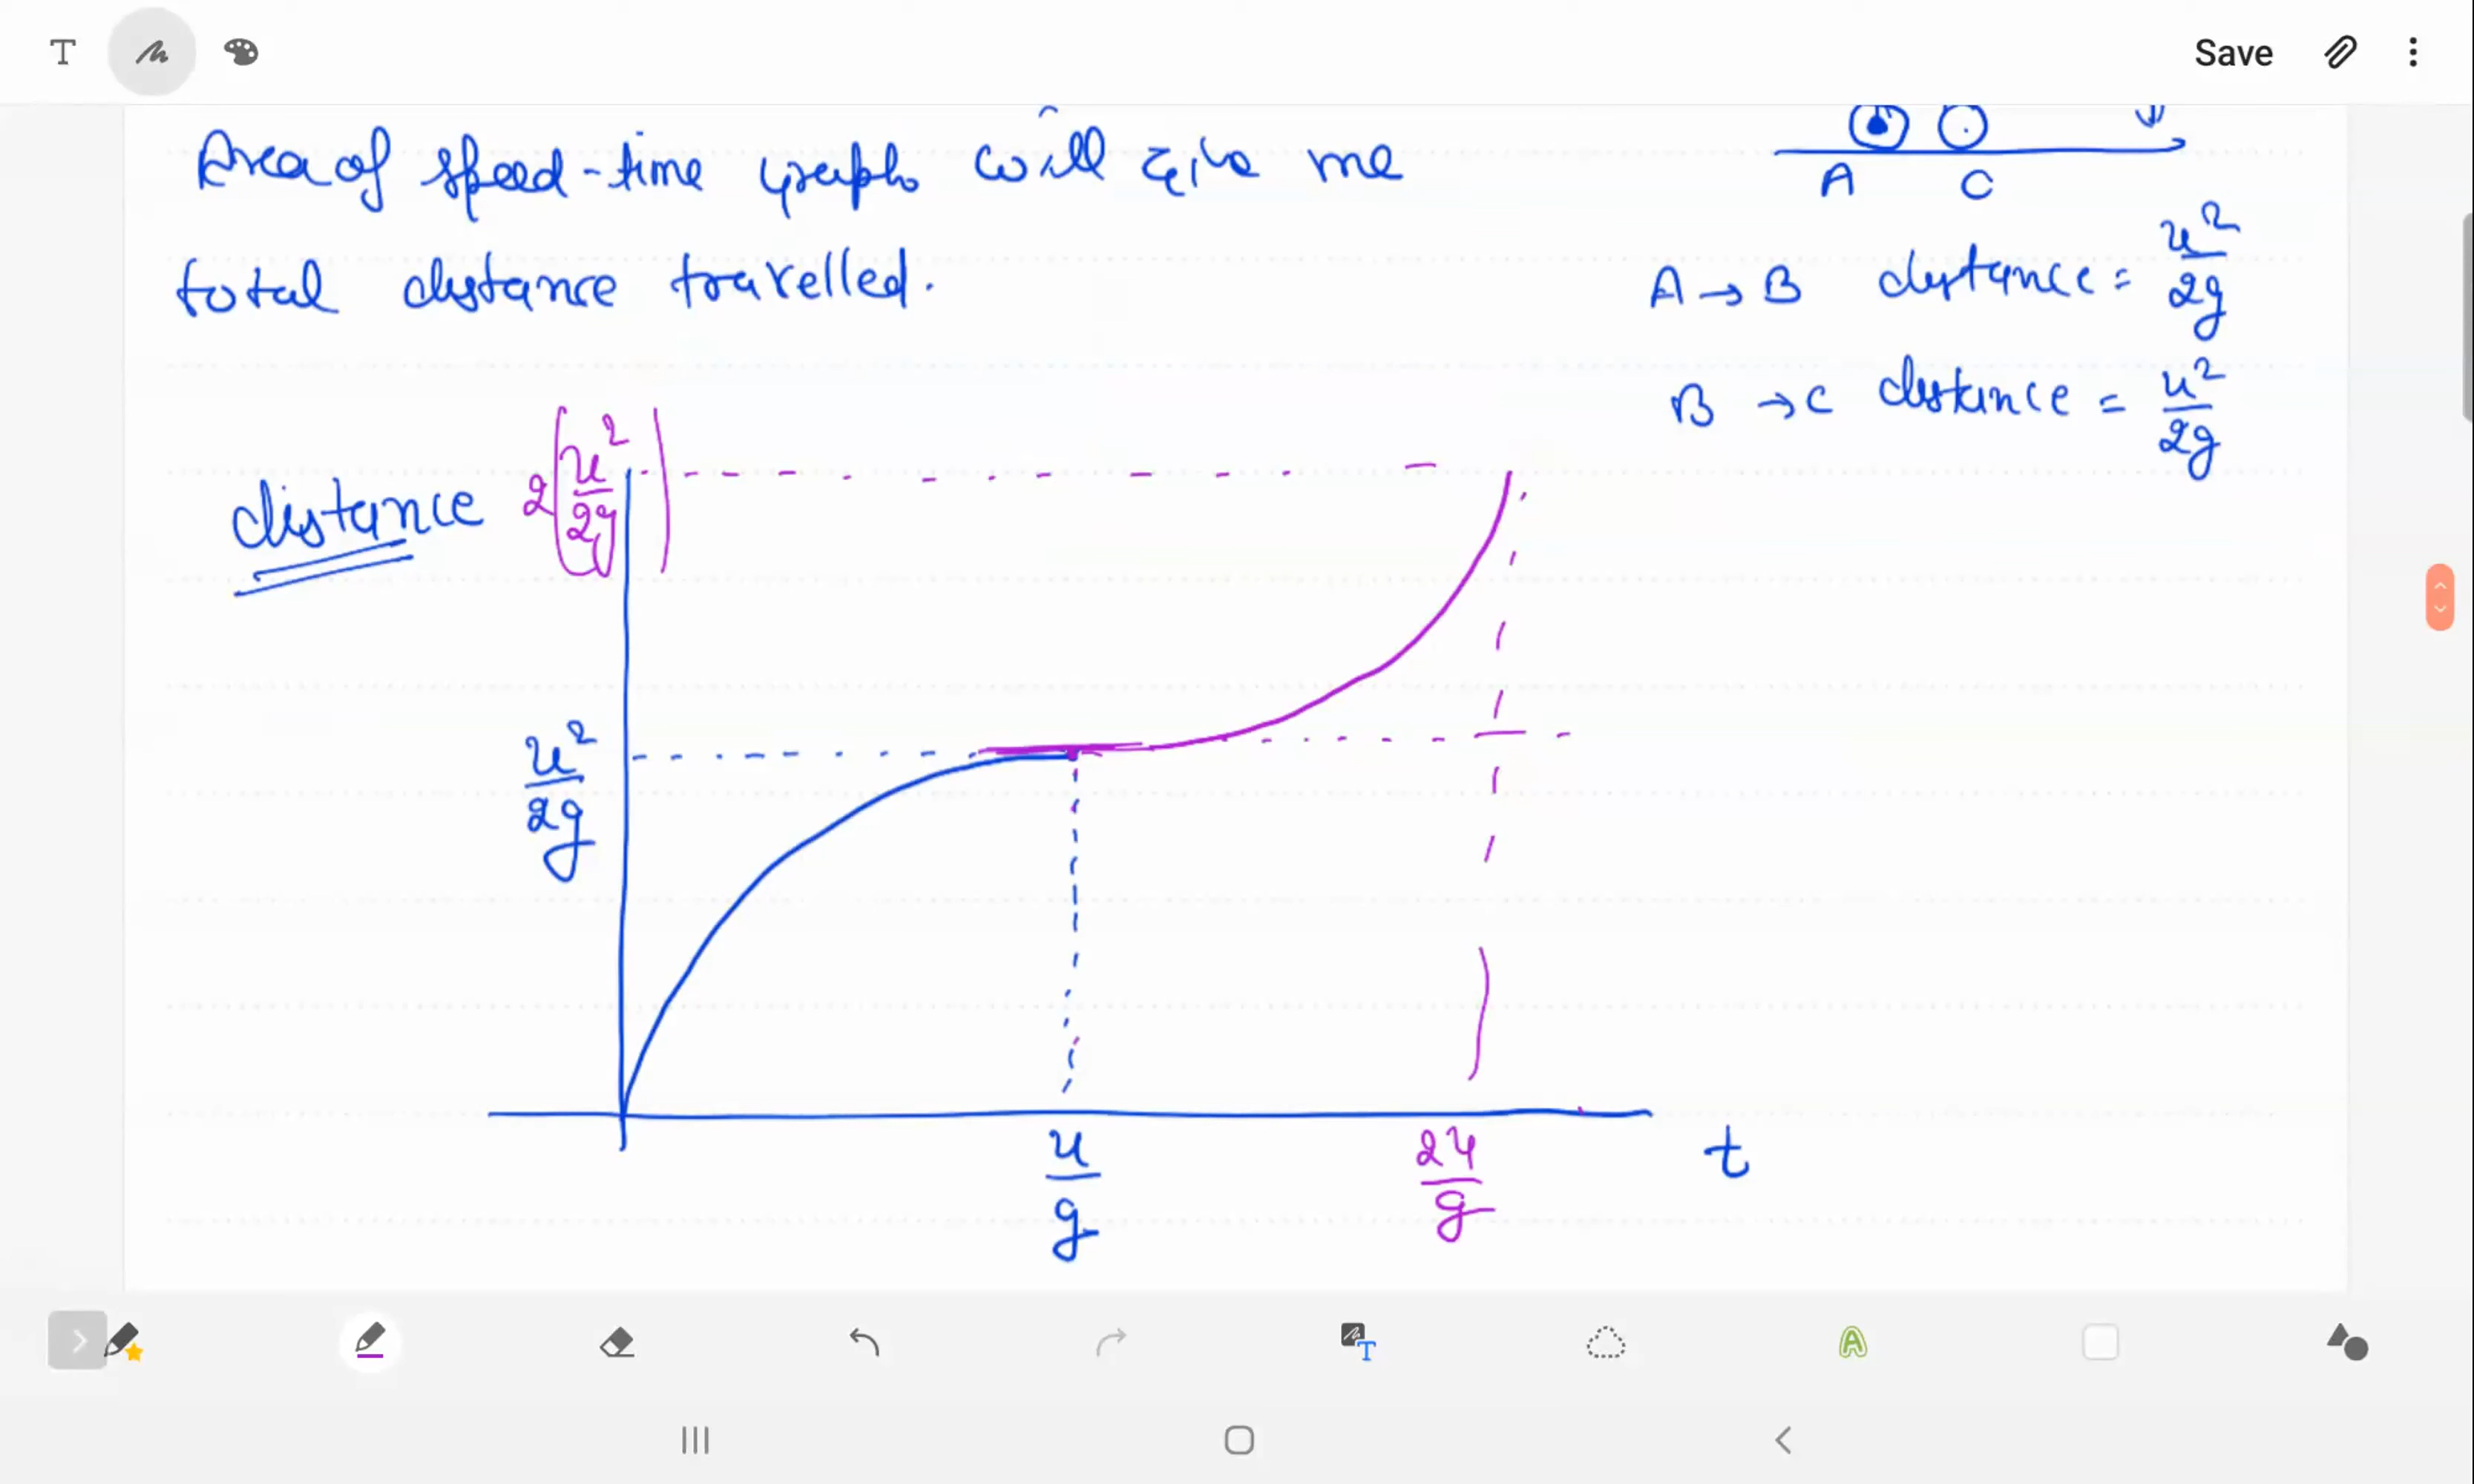 Save
Area of speed-time graph will give me
total distance travelled.
A C
A → B distance = u²/2g
B → C distance = u²/2g
distance
2(u²/2g)
u²/2g
u/g
2u/g
t